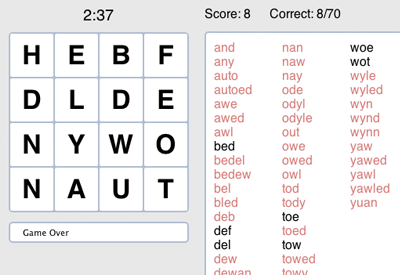 2:37
Score: 8 Correct: 8/70
H E B F
D L D E
N Y W O
N A U T
Game Over
and nan woe
any naw wot
auto nay wyle
autoed ode wyled
awe odyl wyn
awed odyle wynd
awl out wynn
bed owe yaw
bedel owed yawed
bedew owl yawl
bel tod yawled
bled tody yuan
deb toe
def toed
del tow
dew towed
dewan towy